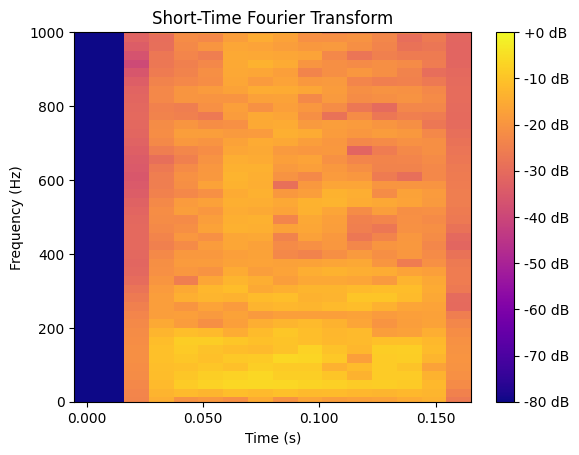 Short-Time Fourier Transform
1000
800
600
400
200
0
Frequency (Hz)
0.000
0.050
0.100
0.150
Time (s)
+0 dB
-10 dB
-20 dB
-30 dB
-40 dB
-50 dB
-60 dB
-70 dB
-80 dB